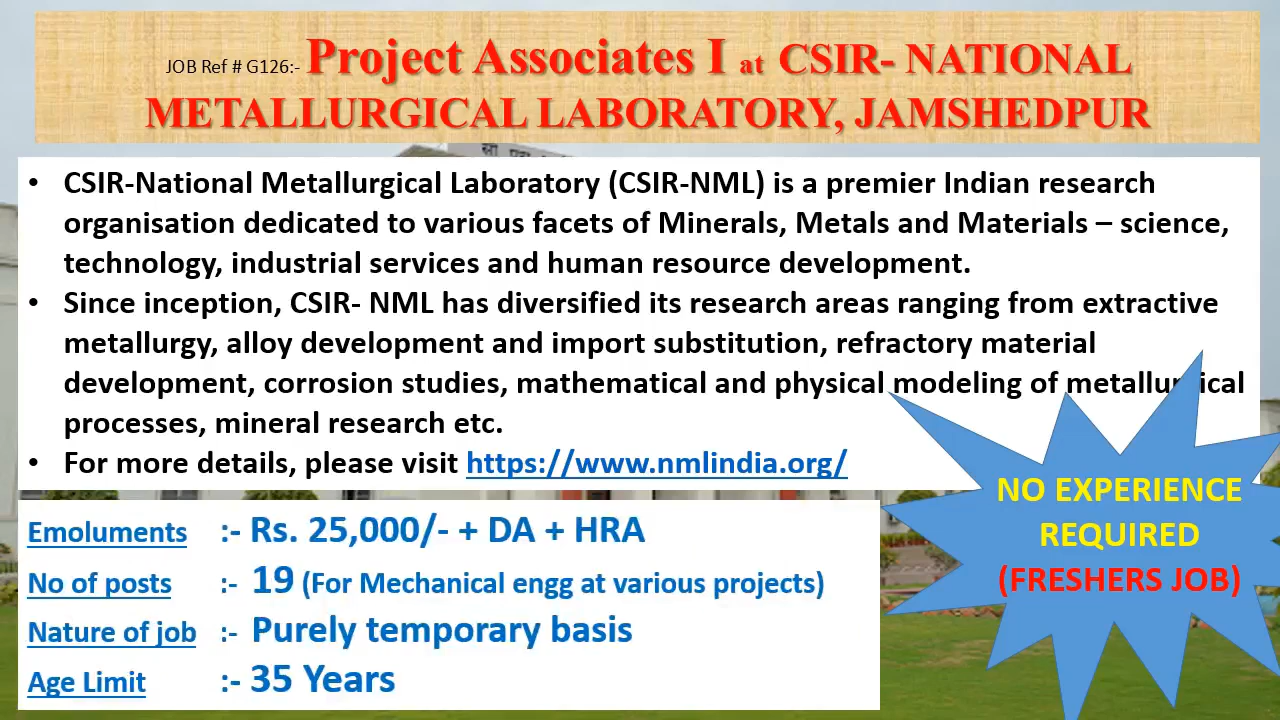 JOB Ref # G126:- Project Associates I at CSIR- NATIONAL
METALLURGICAL LABORATORY, JAMSHEDPUR
• CSIR-National Metallurgical Laboratory (CSIR-NML) is a premier Indian research
organisation dedicated to various facets of Minerals, Metals and Materials – science,
technology, industrial services and human resource development.
• Since inception, CSIR- NML has diversified its research areas ranging from extractive
metallurgy, alloy development and import substitution, refractory material
development, corrosion studies, mathematical and physical modeling of metallurgical
processes, mineral research etc.
• For more details, please visit https://www.nmlindia.org/
Emoluments :- Rs. 25,000/- + DA + HRA
No of posts :- 19 (For Mechanical engg at various projects)
Nature of job :- Purely temporary basis
Age Limit :- 35 Years
NO EXPERIENCE
REQUIRED
(FRESHERS JOB)